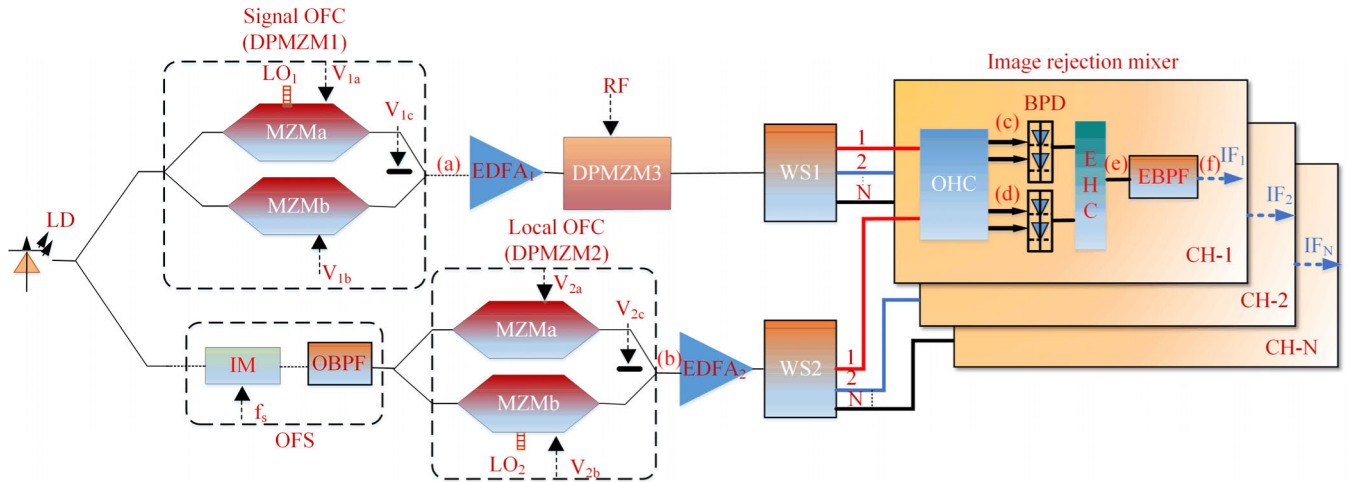 Signal OFC
(DPMZM1)
LO₁
V₁ₐ
MZMa
V₁c
MZMb
V₁b
(a)
EDFA₁
RF
DPMZM3
LD
Local OFC
(DPMZM2)
V₂ₐ
MZMa
V₂c
MZMb
LO₂
V₂b
IM
OBPF
fₛ
OFS
(b)
EDFA₂
WS1
1
2
N
WS2
1
2
N
Image rejection mixer
OHC
(c)
BPD
(d)
E
H
C
(e)
EBPF
(f)
IF₁
CH-1
IF₂
CH-2
IF_N
CH-N